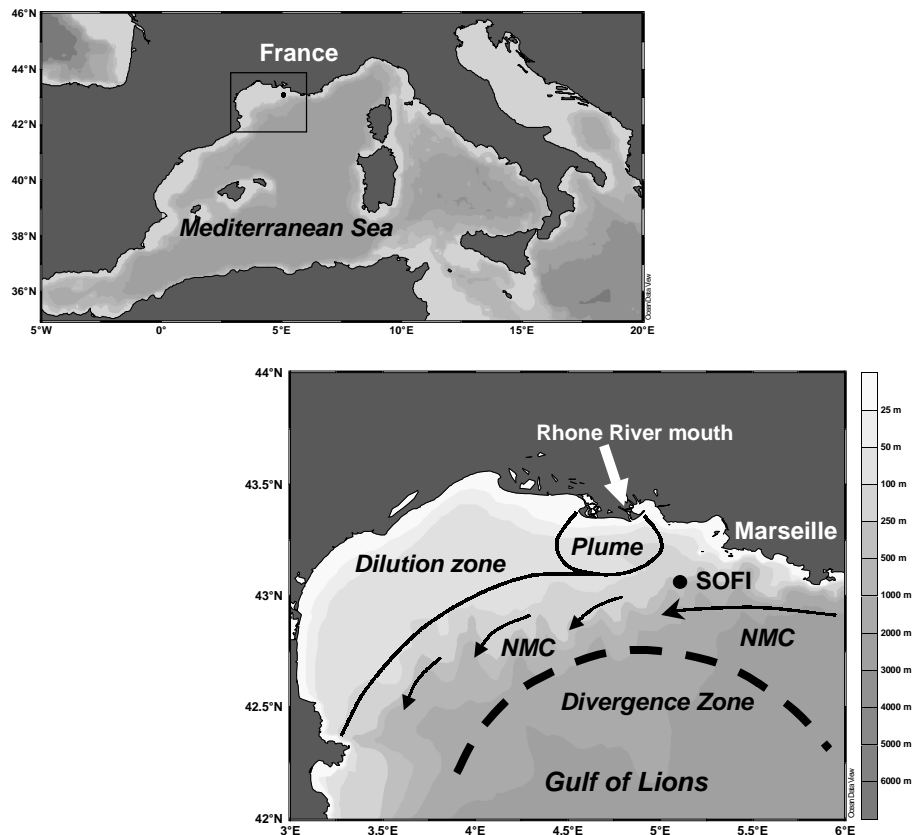 46°N
44°N
42°N
40°N
38°N
36°N
5°W
0°
5°E
10°E
15°E
20°E
France
Mediterranean Sea
Ocean Data View
44°N
43.5°N
43°N
42.5°N
42°N
3°E
3.5°E
4°E
4.5°E
5°E
5.5°E
6°E
Rhone River mouth
Marseille
Plume
Dilution zone
SOFI
NMC
NMC
Divergence Zone
Gulf of Lions
Ocean Data View
25 m
50 m
100 m
250 m
500 m
1000 m
2000 m
3000 m
4000 m
5000 m
6000 m